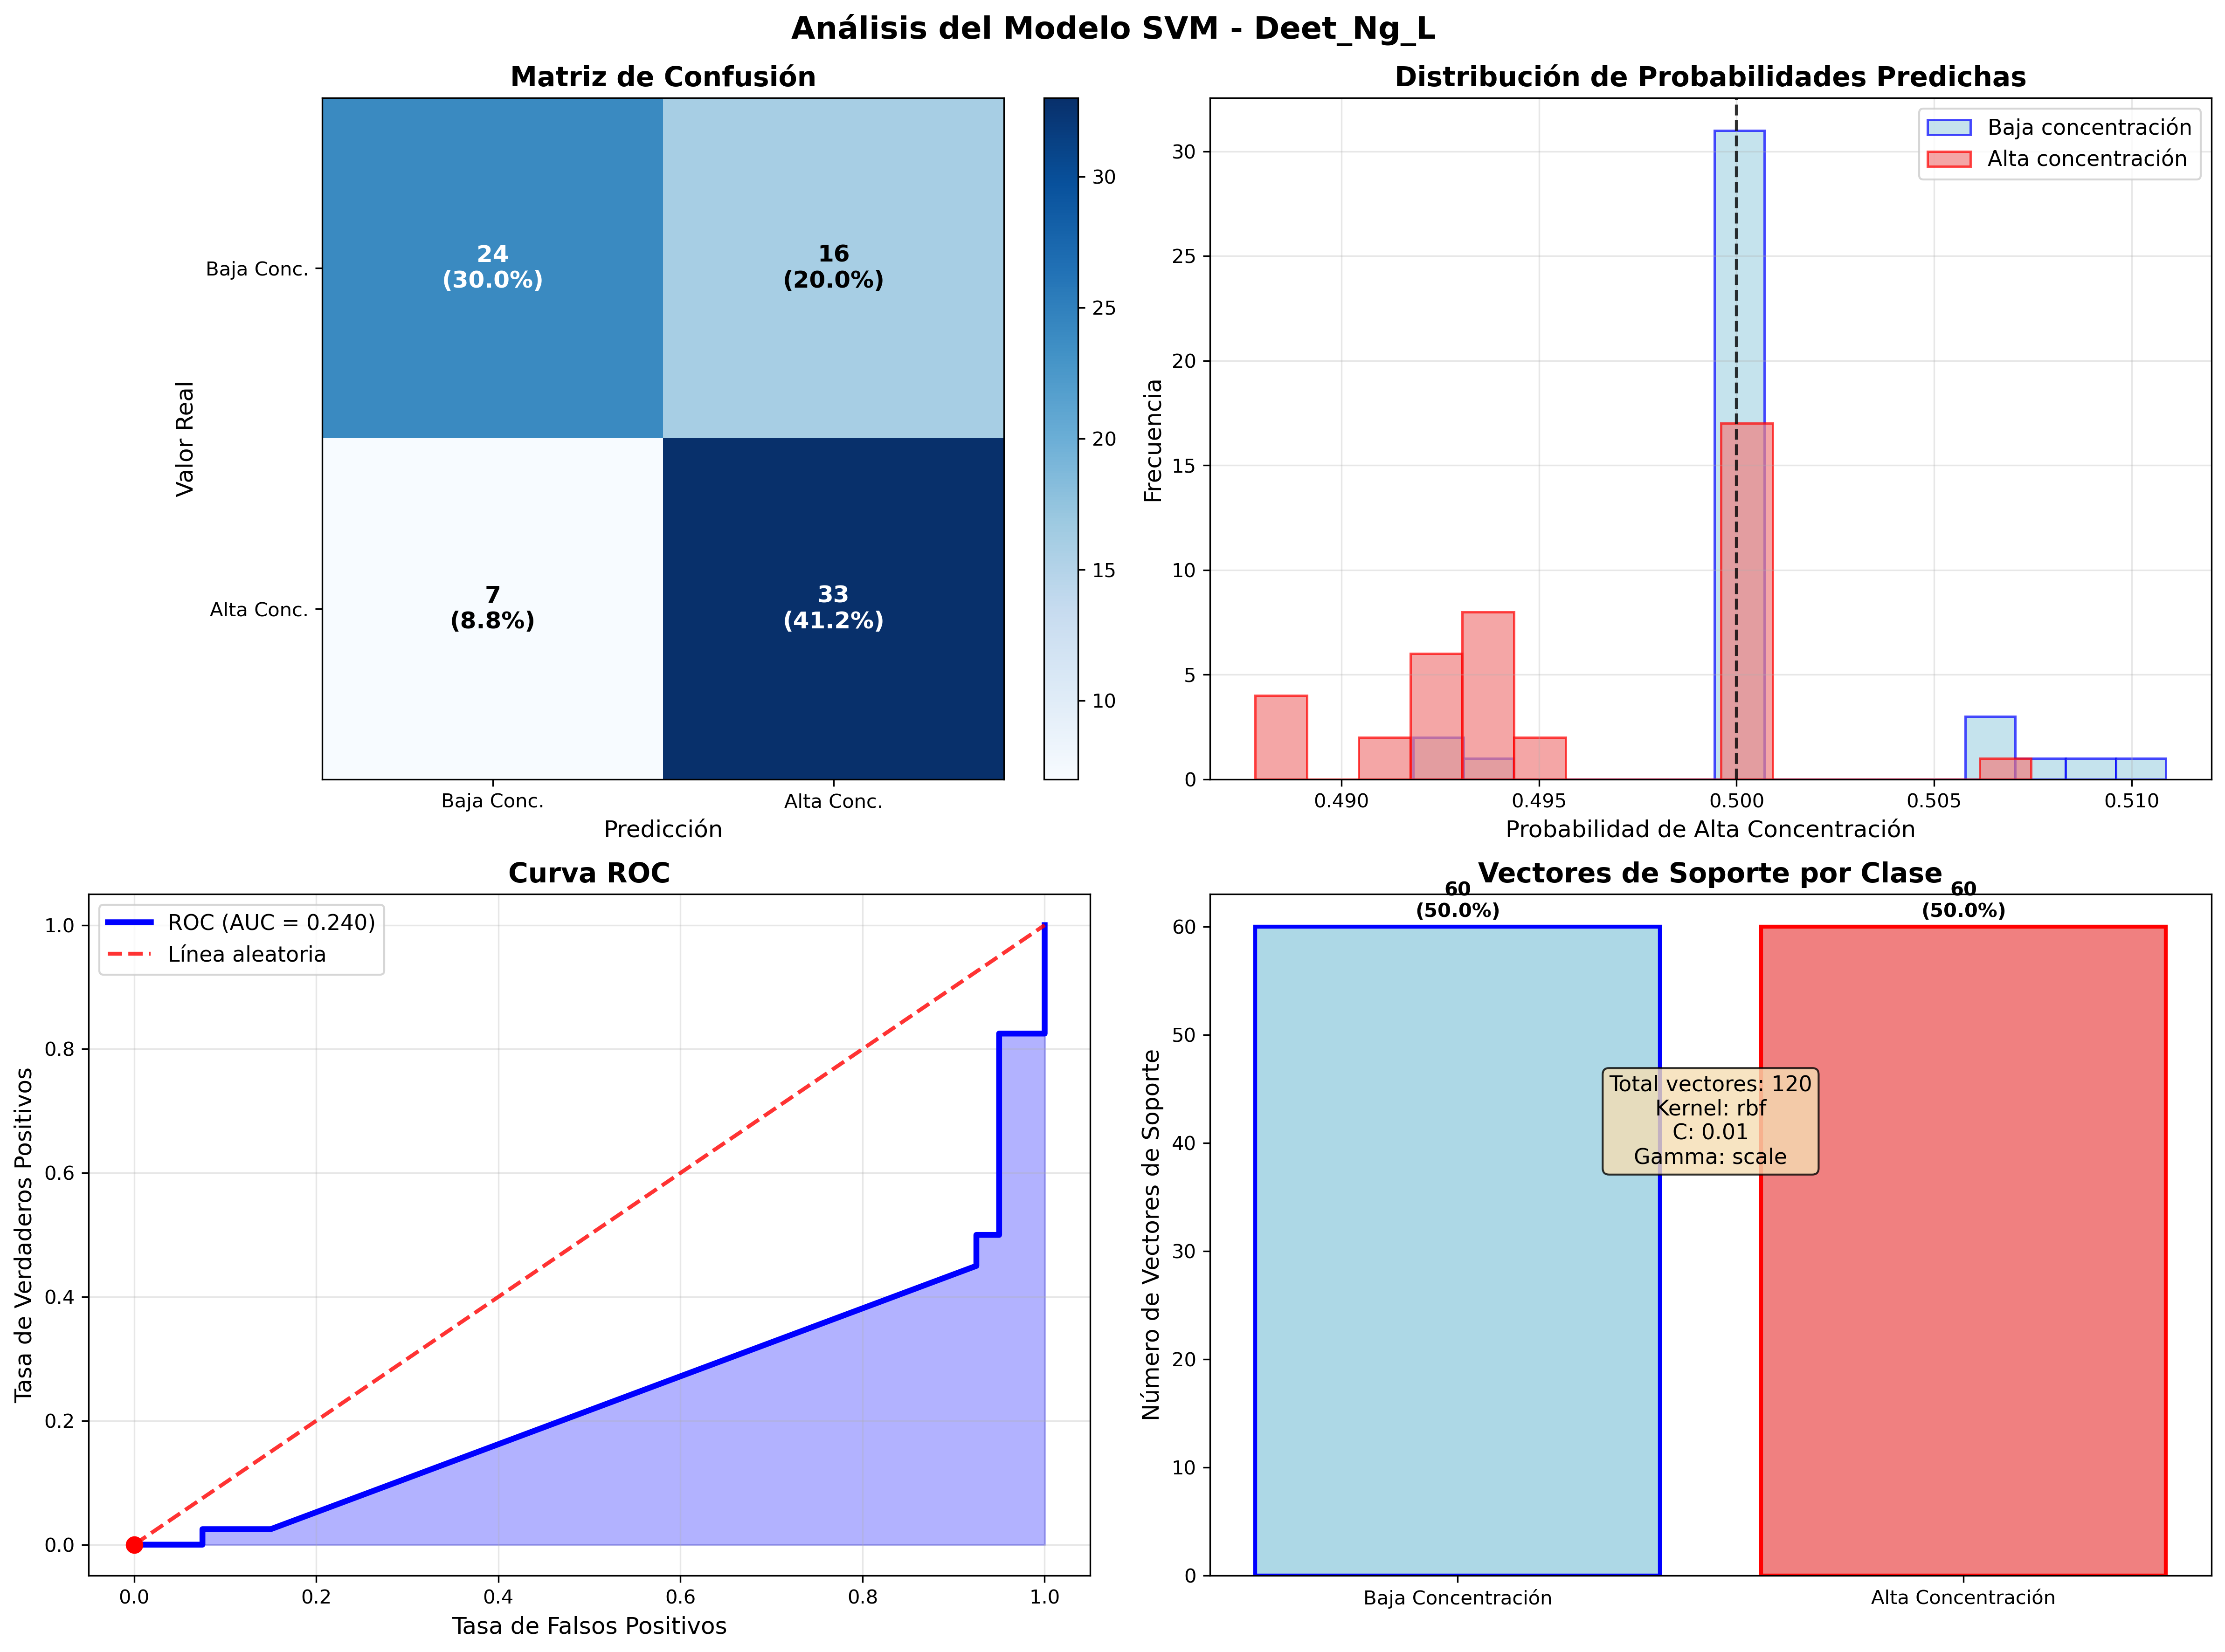 Análisis del Modelo SVM - Deet_Ng_L
Matriz de Confusión
24
(30.0%)
16
(20.0%)
7
(8.8%)
33
(41.2%)
Baja Conc.
Alta Conc.
Valor Real
Baja Conc.
Alta Conc.
Predicción
30
25
20
15
10
Distribución de Probabilidades Predichas
Baja concentración
Alta concentración
30
25
20
15
10
5
0
Frecuencia
0.490
0.495
0.500
0.505
0.510
Probabilidad de Alta Concentración
Curva ROC
ROC (AUC = 0.240)
Línea aleatoria
1.0
0.8
0.6
0.4
0.2
0.0
Tasa de Verdaderos Positivos
0.0
0.2
0.4
0.6
0.8
1.0
Tasa de Falsos Positivos
Vectores de Soporte por Clase
60
(50.0%)
60
(50.0%)
Total vectores: 120
Kernel: rbf
C: 0.01
Gamma: scale
60
50
40
30
20
10
0
Número de Vectores de Soporte
Baja Concentración
Alta Concentración